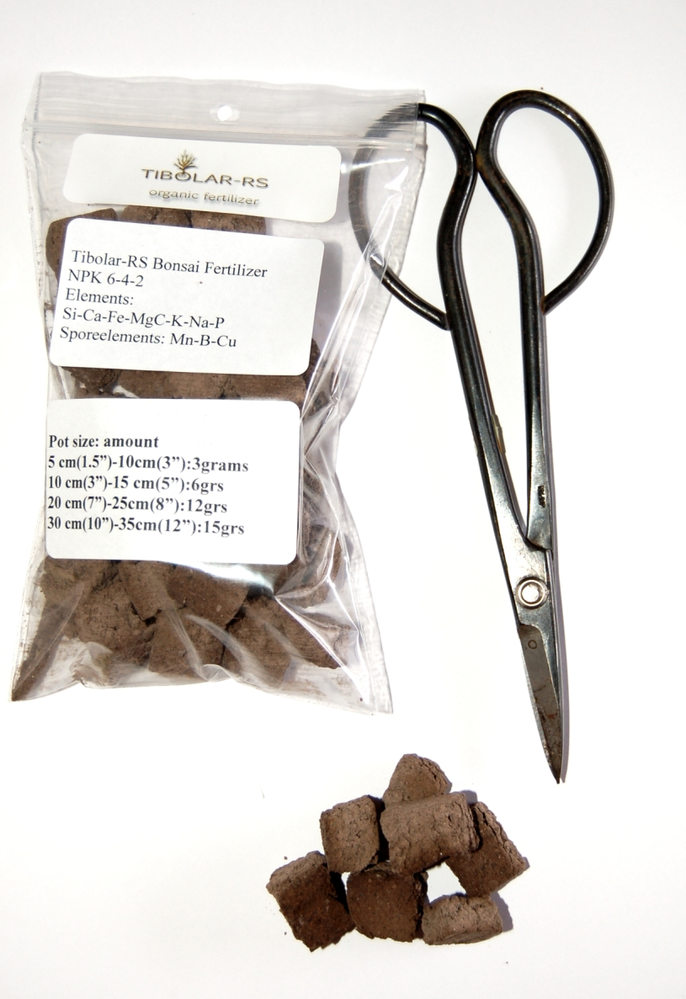 TIBOLAR-RS
organic fertilizer
Tibolar-RS Bonsai Fertilizer
NPK 6-4-2
Elements:
Si-Ca-Fe-MgC-K-Na-P
Sporeelements: Mn-B-Cu
Pot size: amount
5 cm(1.5”)-10cm(3”):3grams
10 cm(3”)-15 cm(5”):6grs
20 cm(7”)-25cm(8”):12grs
30 cm(10”)-35cm(12”):15grs